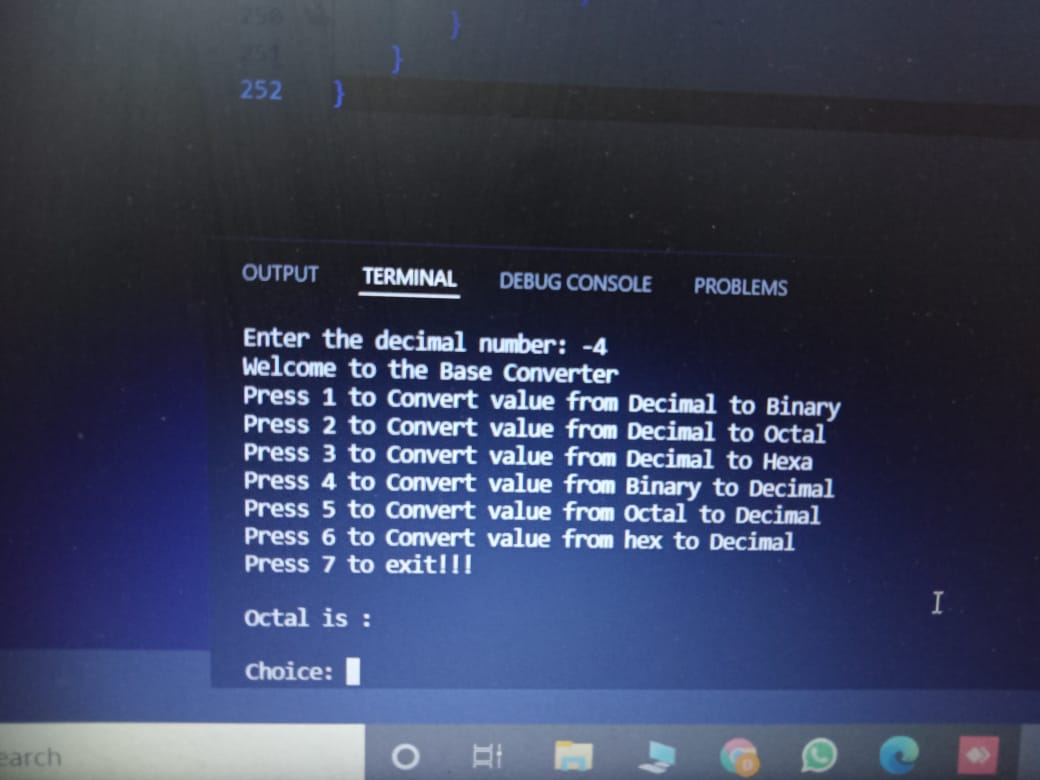 250 }
251 }
252 }
OUTPUT TERMINAL DEBUG CONSOLE PROBLEMS
Enter the decimal number: -4
Welcome to the Base Converter
Press 1 to Convert value from Decimal to Binary
Press 2 to Convert value from Decimal to Octal
Press 3 to Convert value from Decimal to Hexa
Press 4 to Convert value from Binary to Decimal
Press 5 to Convert value from Octal to Decimal
Press 6 to Convert value from hex to Decimal
Press 7 to exit!!!
Octal is :
Choice:
earch